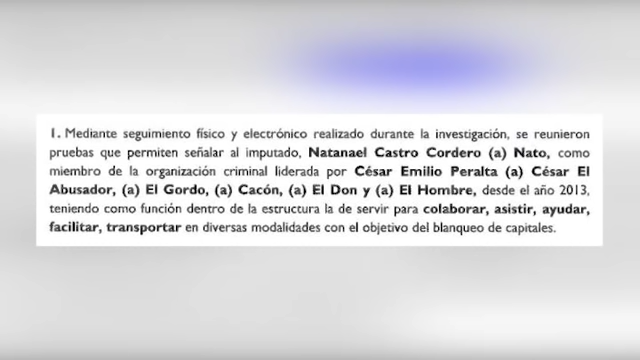 1. Mediante seguimiento físico y electrónico realizado durante la investigación, se reunieron
pruebas que permiten señalar al imputado, Natanael Castro Cordero (a) Nato, como
miembro de la organización criminal liderada por César Emilio Peralta (a) César El
Abusador, (a) El Gordo, (a) Cacón, (a) El Don y (a) El Hombre, desde el año 2013,
teniendo como función dentro de la estructura la de servir para colaborar, asistir, ayudar,
facilitar, transportar en diversas modalidades con el objetivo del blanqueo de capitales.